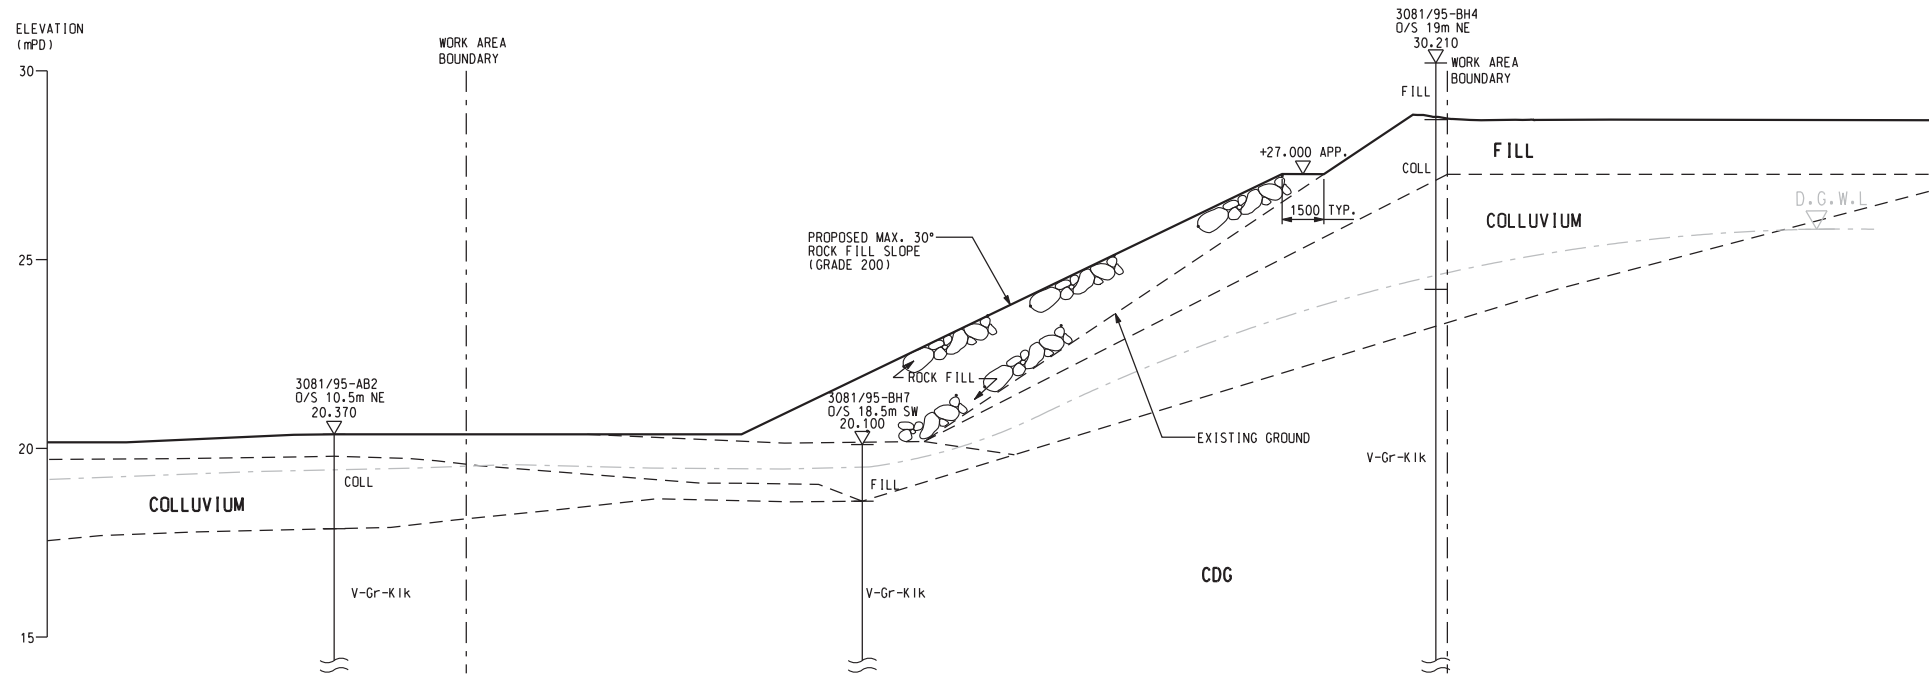 ELEVATION
(mPD)
30
25
20
15
WORK AREA
BOUNDARY
3081/95-BH4
O/S 19m NE
30.210
WORK AREA
BOUNDARY
FILL
FILL
COLL
COLLUVIUM
D.G.W.L
+27.000 APP.
1500 TYP.
PROPOSED MAX. 30°
ROCK FILL SLOPE
(GRADE 200)
ROCK FILL
3081/95-AB2
O/S 10.5m NE
20.370
3081/95-BH7
O/S 18.5m SW
20.100
EXISTING GROUND
V-Gr-Klk
COLL
FILL
COLLUVIUM
CDG
V-Gr-Klk
V-Gr-Klk